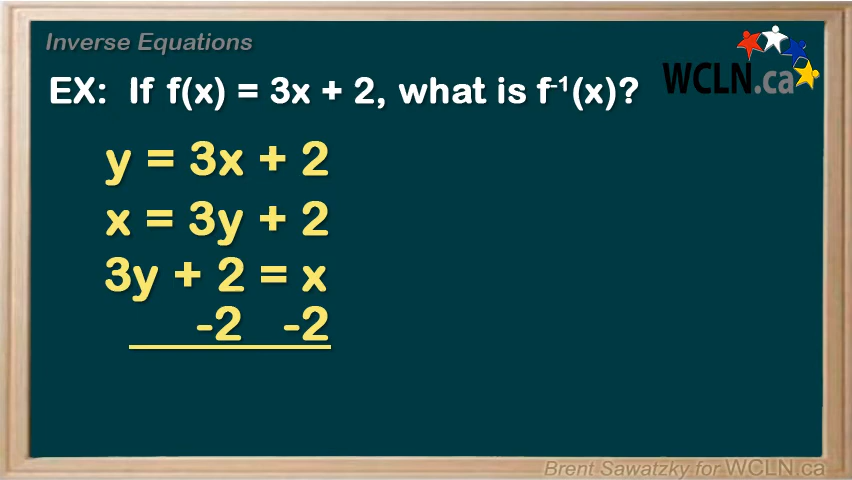 Inverse Equations
WCLN.ca
EX: If f(x) = 3x + 2, what is f⁻¹(x)?
y = 3x + 2
x = 3y + 2
3y + 2 = x
-2 -2
Brent Sawatzky for WCLN.ca